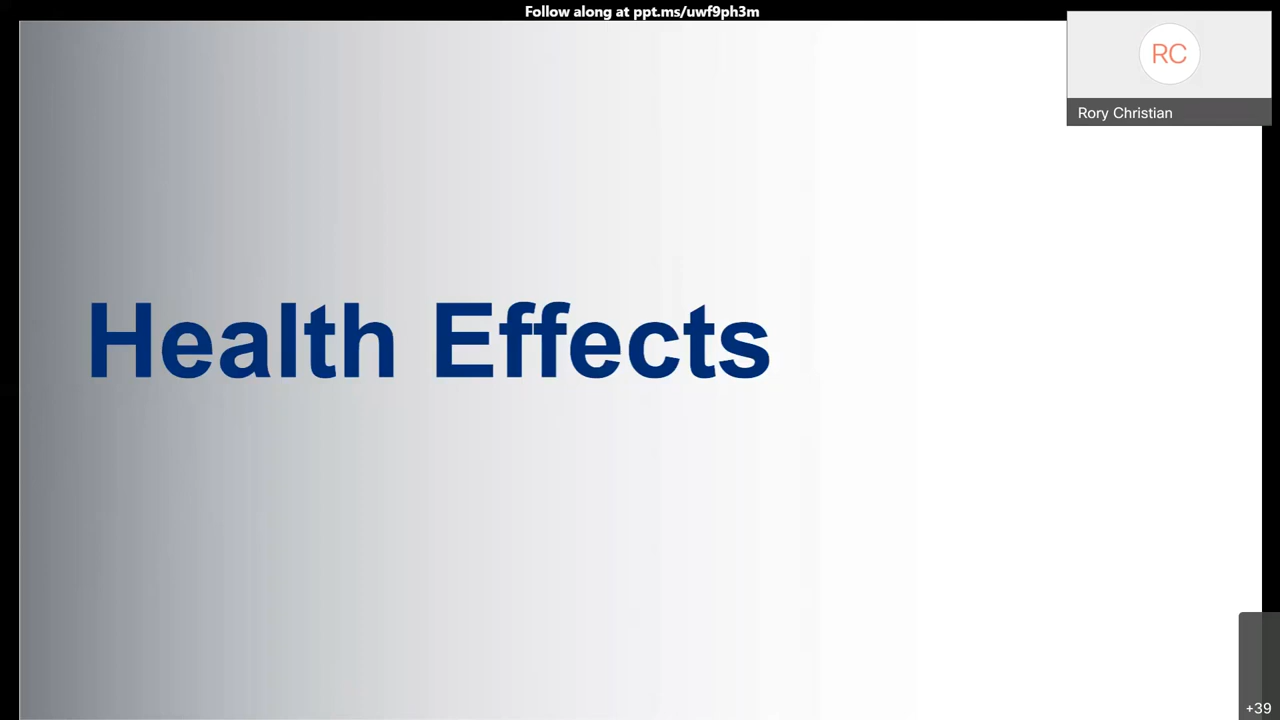 Follow along at ppt.ms/uwf9ph3m
RC
Rory Christian
Health Effects
+39